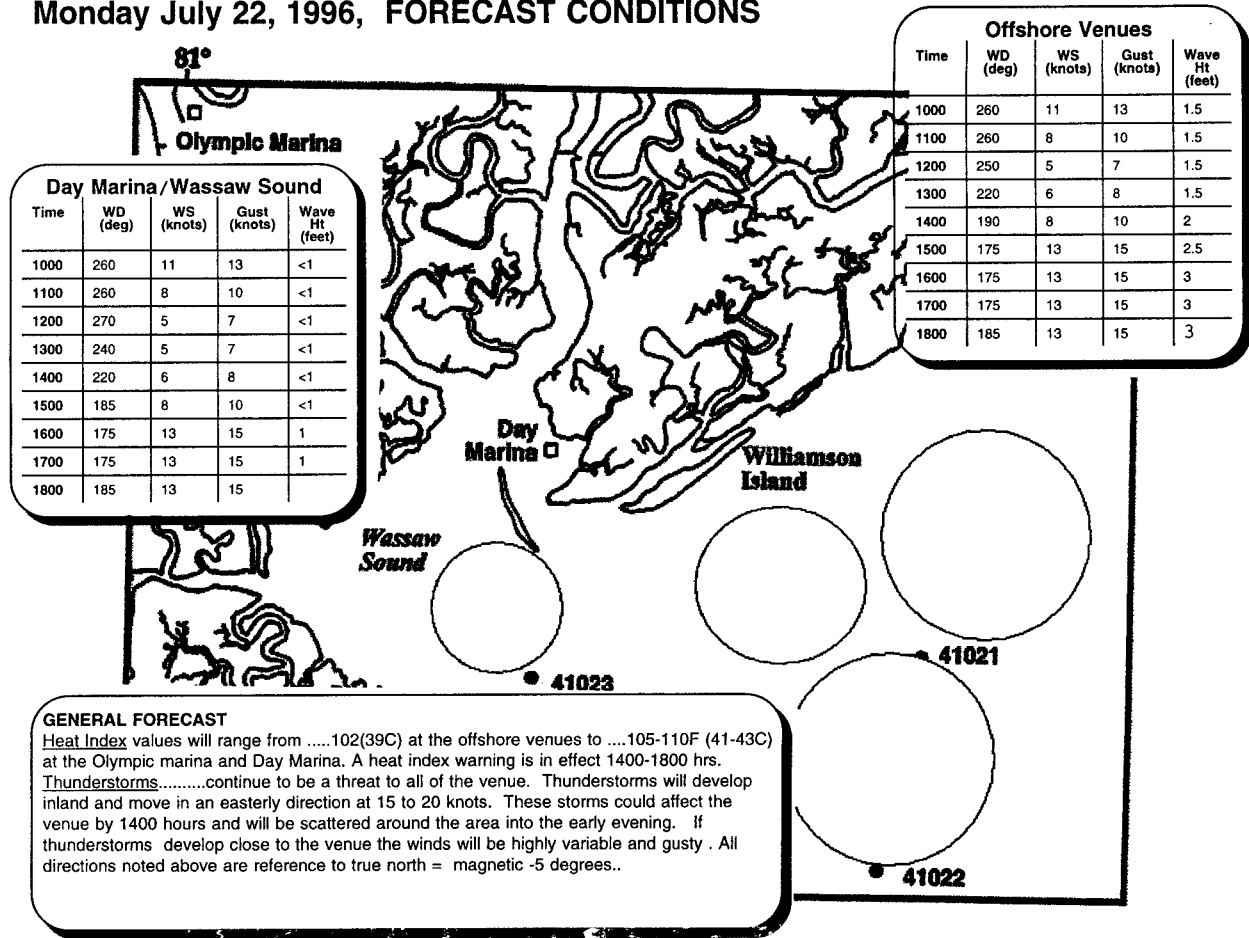 Monday July 22, 1996, FORECAST CONDITIONS
81°
Olympic Marina
Offshore Venues
Time WD (deg) WS (knots) Gust (knots) Wave Ht (feet)
1000 260 11 13 1.5
1100 260 8 10 1.5
1200 250 5 7 1.5
1300 220 6 8 1.5
1400 190 8 10 2
1500 175 13 15 2.5
1600 175 13 15 3
1700 175 13 15 3
1800 185 13 15 3
Day Marina/Wassaw Sound
Time WD (deg) WS (knots) Gust (knots) Wave Ht (feet)
1000 260 11 13 <1
1100 260 8 10 <1
1200 270 5 7 <1
1300 240 5 7 <1
1400 220 6 8 <1
1500 185 8 10 <1
1600 175 13 15 1
1700 175 13 15 1
1800 185 13 15
Day
Marina
Williamson
Island
Wassaw
Sound
41021
41023
41022
GENERAL FORECAST
Heat Index values will range from .....102(39C) at the offshore venues to ....105-110F (41-43C)
at the Olympic marina and Day Marina. A heat index warning is in effect 1400-1800 hrs.
Thunderstorms..........continue to be a threat to all of the venue. Thunderstorms will develop
inland and move in an easterly direction at 15 to 20 knots. These storms could affect the
venue by 1400 hours and will be scattered around the area into the early evening. If
thunderstorms develop close to the venue the winds will be highly variable and gusty . All
directions noted above are reference to true north = magnetic -5 degrees..